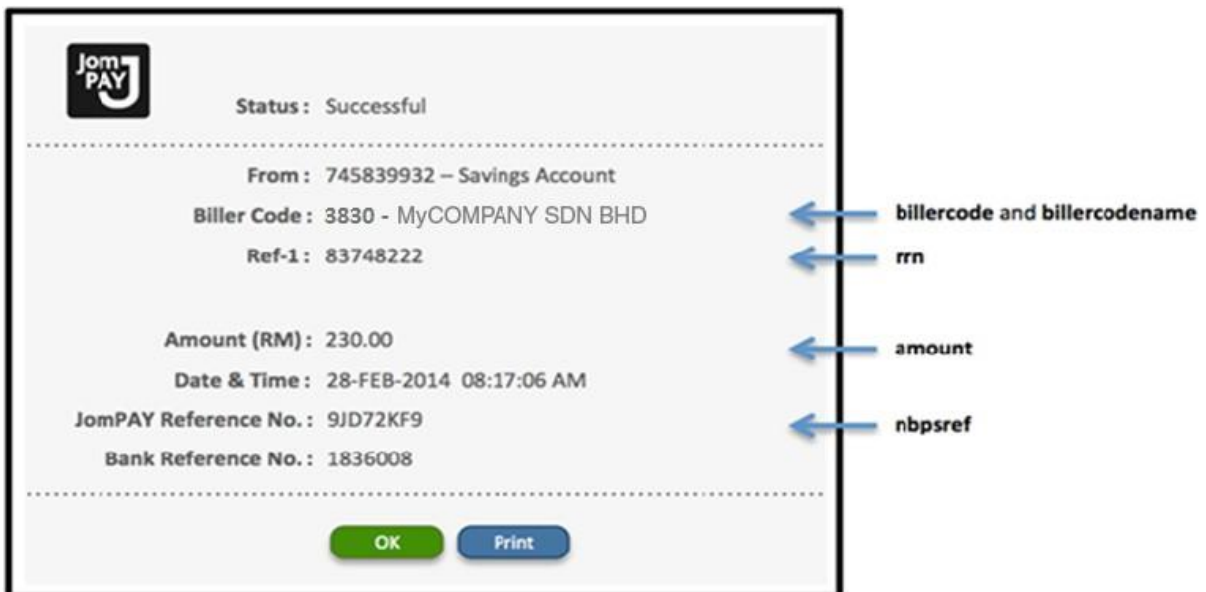 Jom
PAY
Status : Successful
From : 745839932 – Savings Account
Biller Code : 3830 - MyCOMPANY SDN BHD
billercode and billercodename
Ref-1 : 83748222
rrn
Amount (RM) : 230.00
amount
Date & Time : 28-FEB-2014 08:17:06 AM
JomPAY Reference No. : 9JD72KF9
nbpsref
Bank Reference No. : 1836008
OK
Print